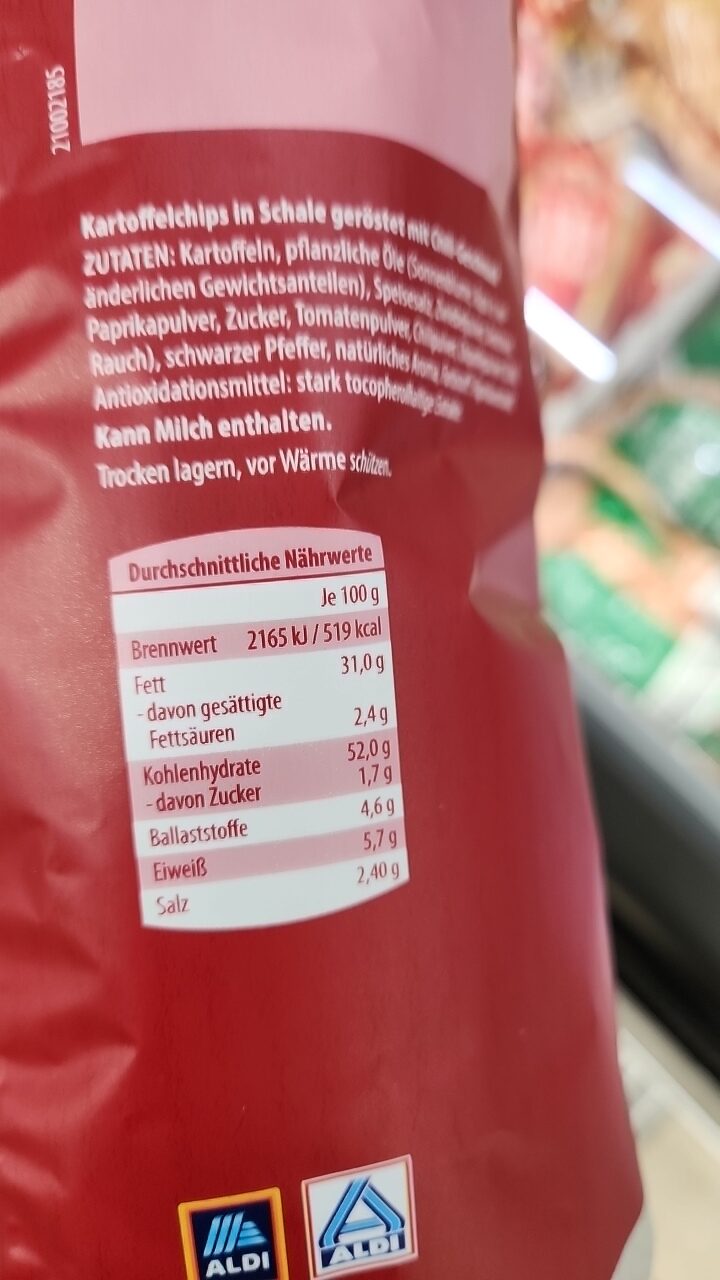 21002185
Kartoffelchips in Schale geröstet mit
ZUTATEN: Kartoffeln, pflanzliche Öle
änderlichen Gewichtsanteilen), Speisesalz,
Paprikapulver, Zucker, Tomatenpulver,
Rauch), schwarzer Pfeffer, natürliches Aroma,
Antioxidationsmittel: stark tocopherolhaltige
Kann Milch enthalten.
Trocken lagern, vor Wärme schützen.
Durchschnittliche Nährwerte
Je 100 g
Brennwert 2165 kJ / 519 kcal
Fett 31,0 g
- davon gesättigte
Fettsäuren 2,4 g
Kohlenhydrate 52,0 g
- davon Zucker 1,7 g
Ballaststoffe 4,6 g
Eiweiß 5,7 g
Salz 2,40 g
ALDI
ALDI